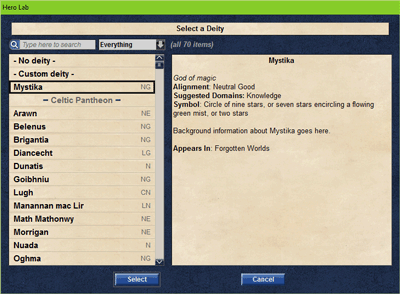 Hero Lab
Select a Deity
Type here to search
Everything
(all 70 items)
- No deity -
- Custom deity -
Mystika NG
-- Celtic Pantheon --
Arawn NE
Belenus NG
Brigantia NG
Diancecht LG
Dunatis N
Goibhniu NG
Lugh CN
Manannan mac Lir LN
Math Mathonwy NE
Morrigan NE
Nuada N
Oghma NG
Mystika
God of magic
Alignment: Neutral Good
Suggested Domains: Knowledge
Symbol: Circle of nine stars, or seven stars encircling a flowing
green mist, or two stars
Background information about Mystika goes here.
Appears In: Forgotten Worlds
Select
Cancel